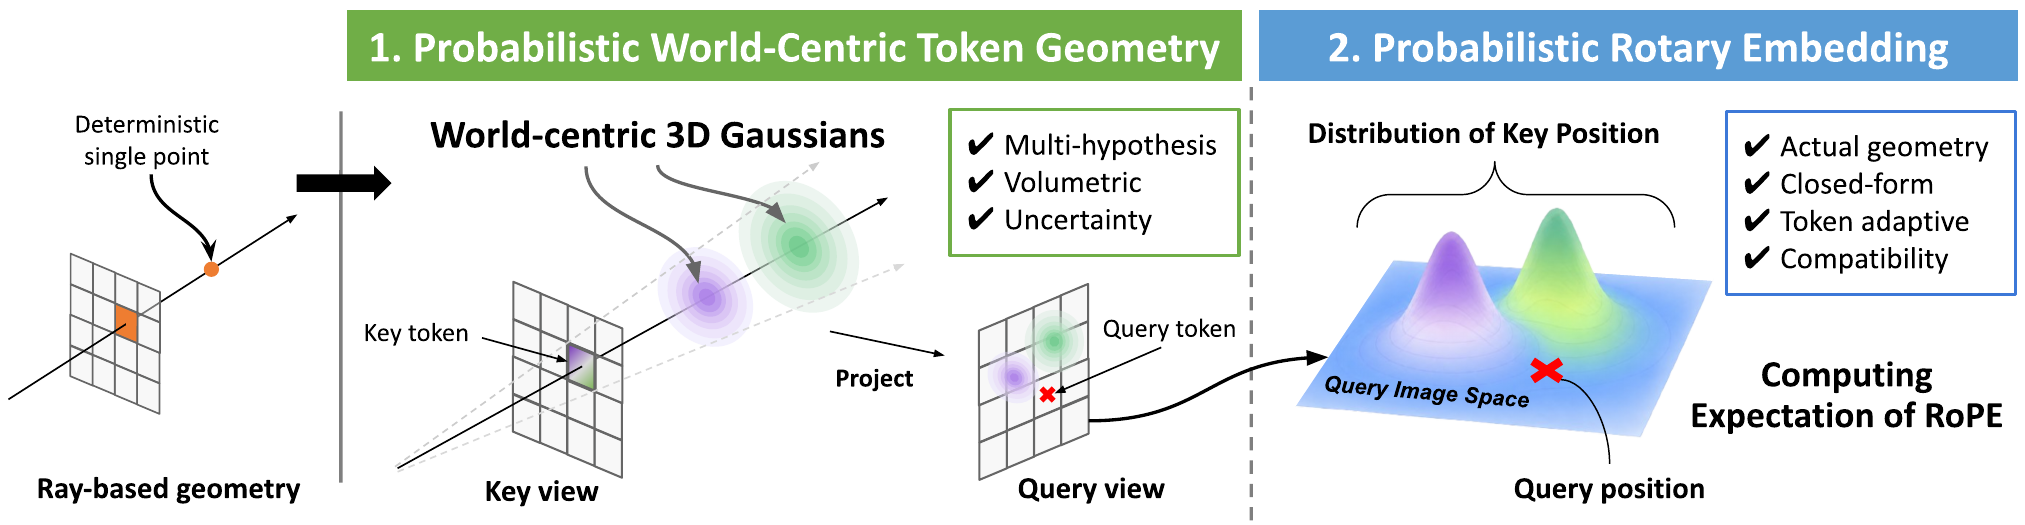 1. Probabilistic World-Centric Token Geometry
2. Probabilistic Rotary Embedding
Deterministic
single point
Ray-based geometry
World-centric 3D Gaussians
✔ Multi-hypothesis
✔ Volumetric
✔ Uncertainty
Key token
Key view
Project
Query token
Query view
Distribution of Key Position
✔ Actual geometry
✔ Closed-form
✔ Token adaptive
✔ Compatibility
Query Image Space
Computing
Expectation of RoPE
Query position